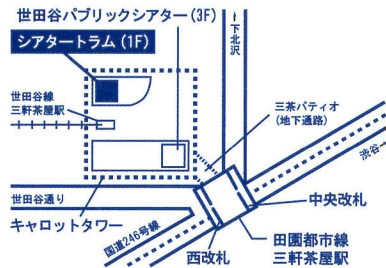 世田谷パブリックシアター(3F)
シアタートラム(1F)
↑下北沢
世田谷線
三軒茶屋駅
三茶パティオ
(地下通路)
渋谷→
世田谷通り
キャロットタワー
国道246号線
中央改札
西改札
田園都市線
三軒茶屋駅